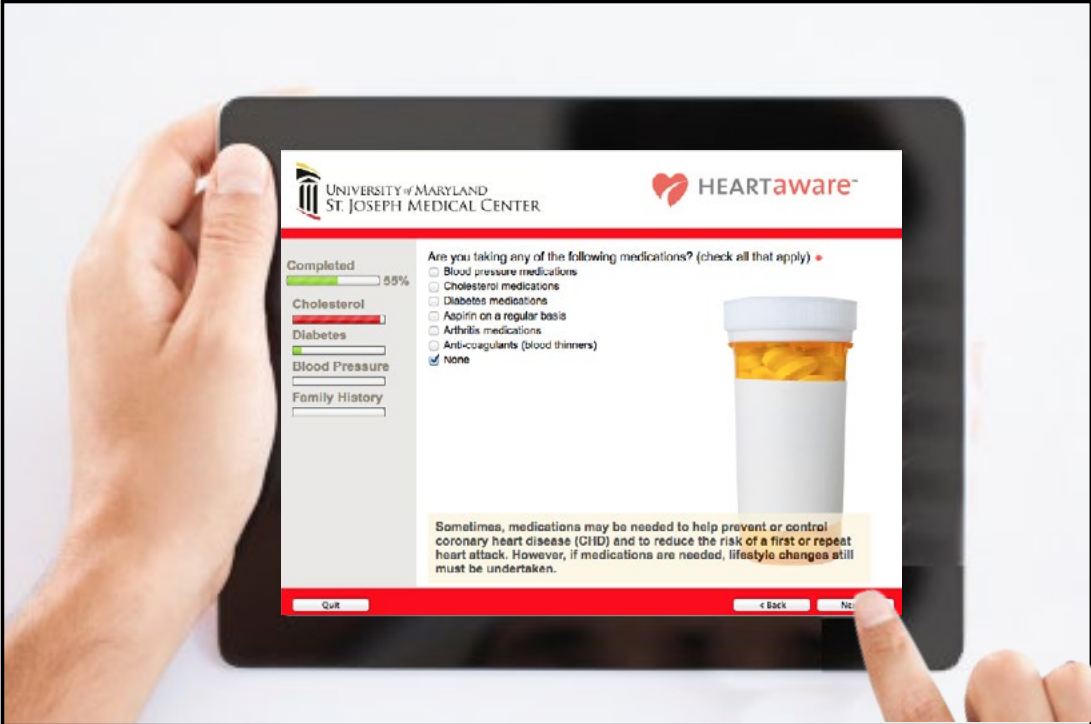 UNIVERSITY of MARYLAND
ST. JOSEPH MEDICAL CENTER
HEARTaware™
Completed
55%
Cholesterol
Diabetes
Blood Pressure
Family History
Are you taking any of the following medications? (check all that apply) *
Blood pressure medications
Cholesterol medications
Diabetes medications
Aspirin on a regular basis
Arthritis medications
Anti-coagulants (blood thinners)
None
Sometimes, medications may be needed to help prevent or control
coronary heart disease (CHD) and to reduce the risk of a first or repeat
heart attack. However, if medications are needed, lifestyle changes still
must be undertaken.
Quit
< Back